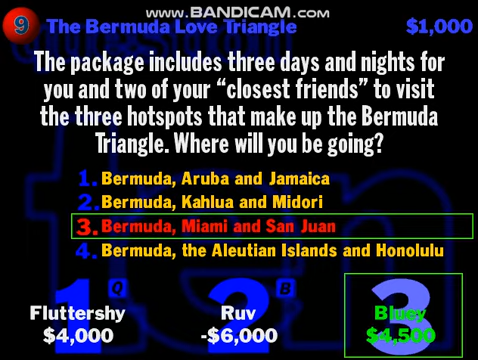 www.BANDICAM.com
9 The Bermuda Love Triangle $1,000
The package includes three days and nights for
you and two of your “closest friends” to visit
the three hotspots that make up the Bermuda
Triangle. Where will you be going?
1. Bermuda, Aruba and Jamaica
2. Bermuda, Kahlua and Midori
3. Bermuda, Miami and San Juan
4. Bermuda, the Aleutian Islands and Honolulu
1 Q 2 B 3
Fluttershy Ruv Bluey
$4,000 -$6,000 $4,500